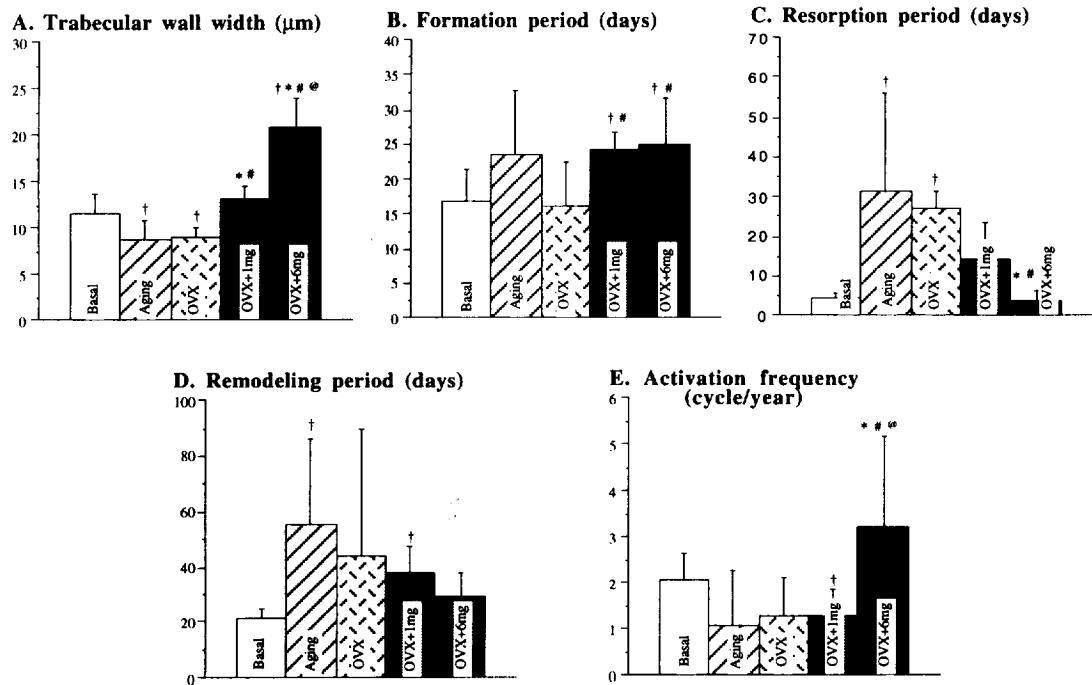 A. Trabecular wall width (µm)
30
25
20
15
10
5
0
†
†
* #
† * # @
Basal
Aging
OVX
OVX+1mg
OVX+6mg
B. Formation period (days)
40
35
30
25
20
15
10
5
0
† #
† #
Basal
Aging
OVX
OVX+1mg
OVX+6mg
C. Resorption period (days)
70
60
50
40
30
20
10
0
†
†
* #
Basal
Aging
OVX
OVX+1mg
OVX+6mg
D. Remodeling period (days)
100
80
60
40
20
0
†
†
Basal
Aging
OVX
OVX+1mg
OVX+6mg
E. Activation frequency
(cycle/year)
6
5
4
3
2
1
0
†
* # @
Basal
Aging
OVX
OVX+1mg
OVX+6mg